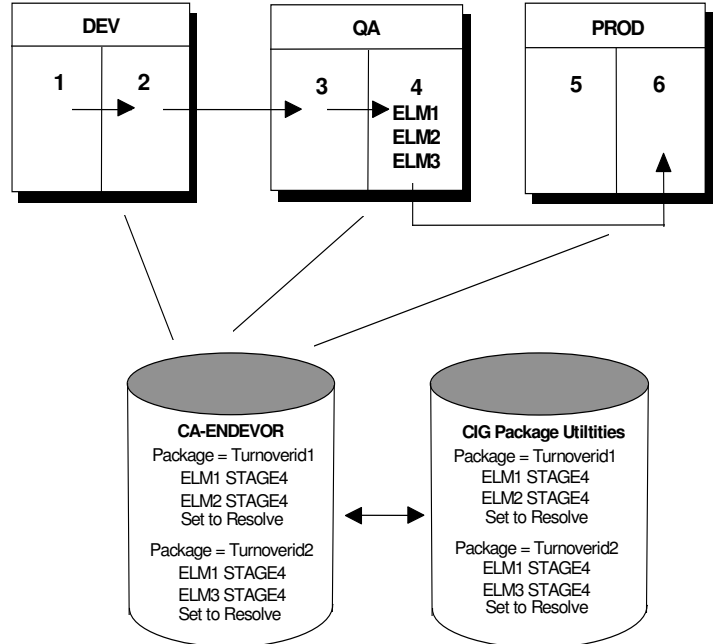 DEV
QA
PROD
1
2
3
4
5
6
ELM1
ELM2
ELM3
CA-ENDEVOR
Package = Turnoverid1
ELM1 STAGE4
ELM2 STAGE4
Set to Resolve
Package = Turnoverid2
ELM1 STAGE4
ELM3 STAGE4
Set to Resolve
CIG Package Utiltities
Package = Turnoverid1
ELM1 STAGE4
ELM2 STAGE4
Set to Resolve
Package = Turnoverid2
ELM1 STAGE4
ELM3 STAGE4
Set to Resolve